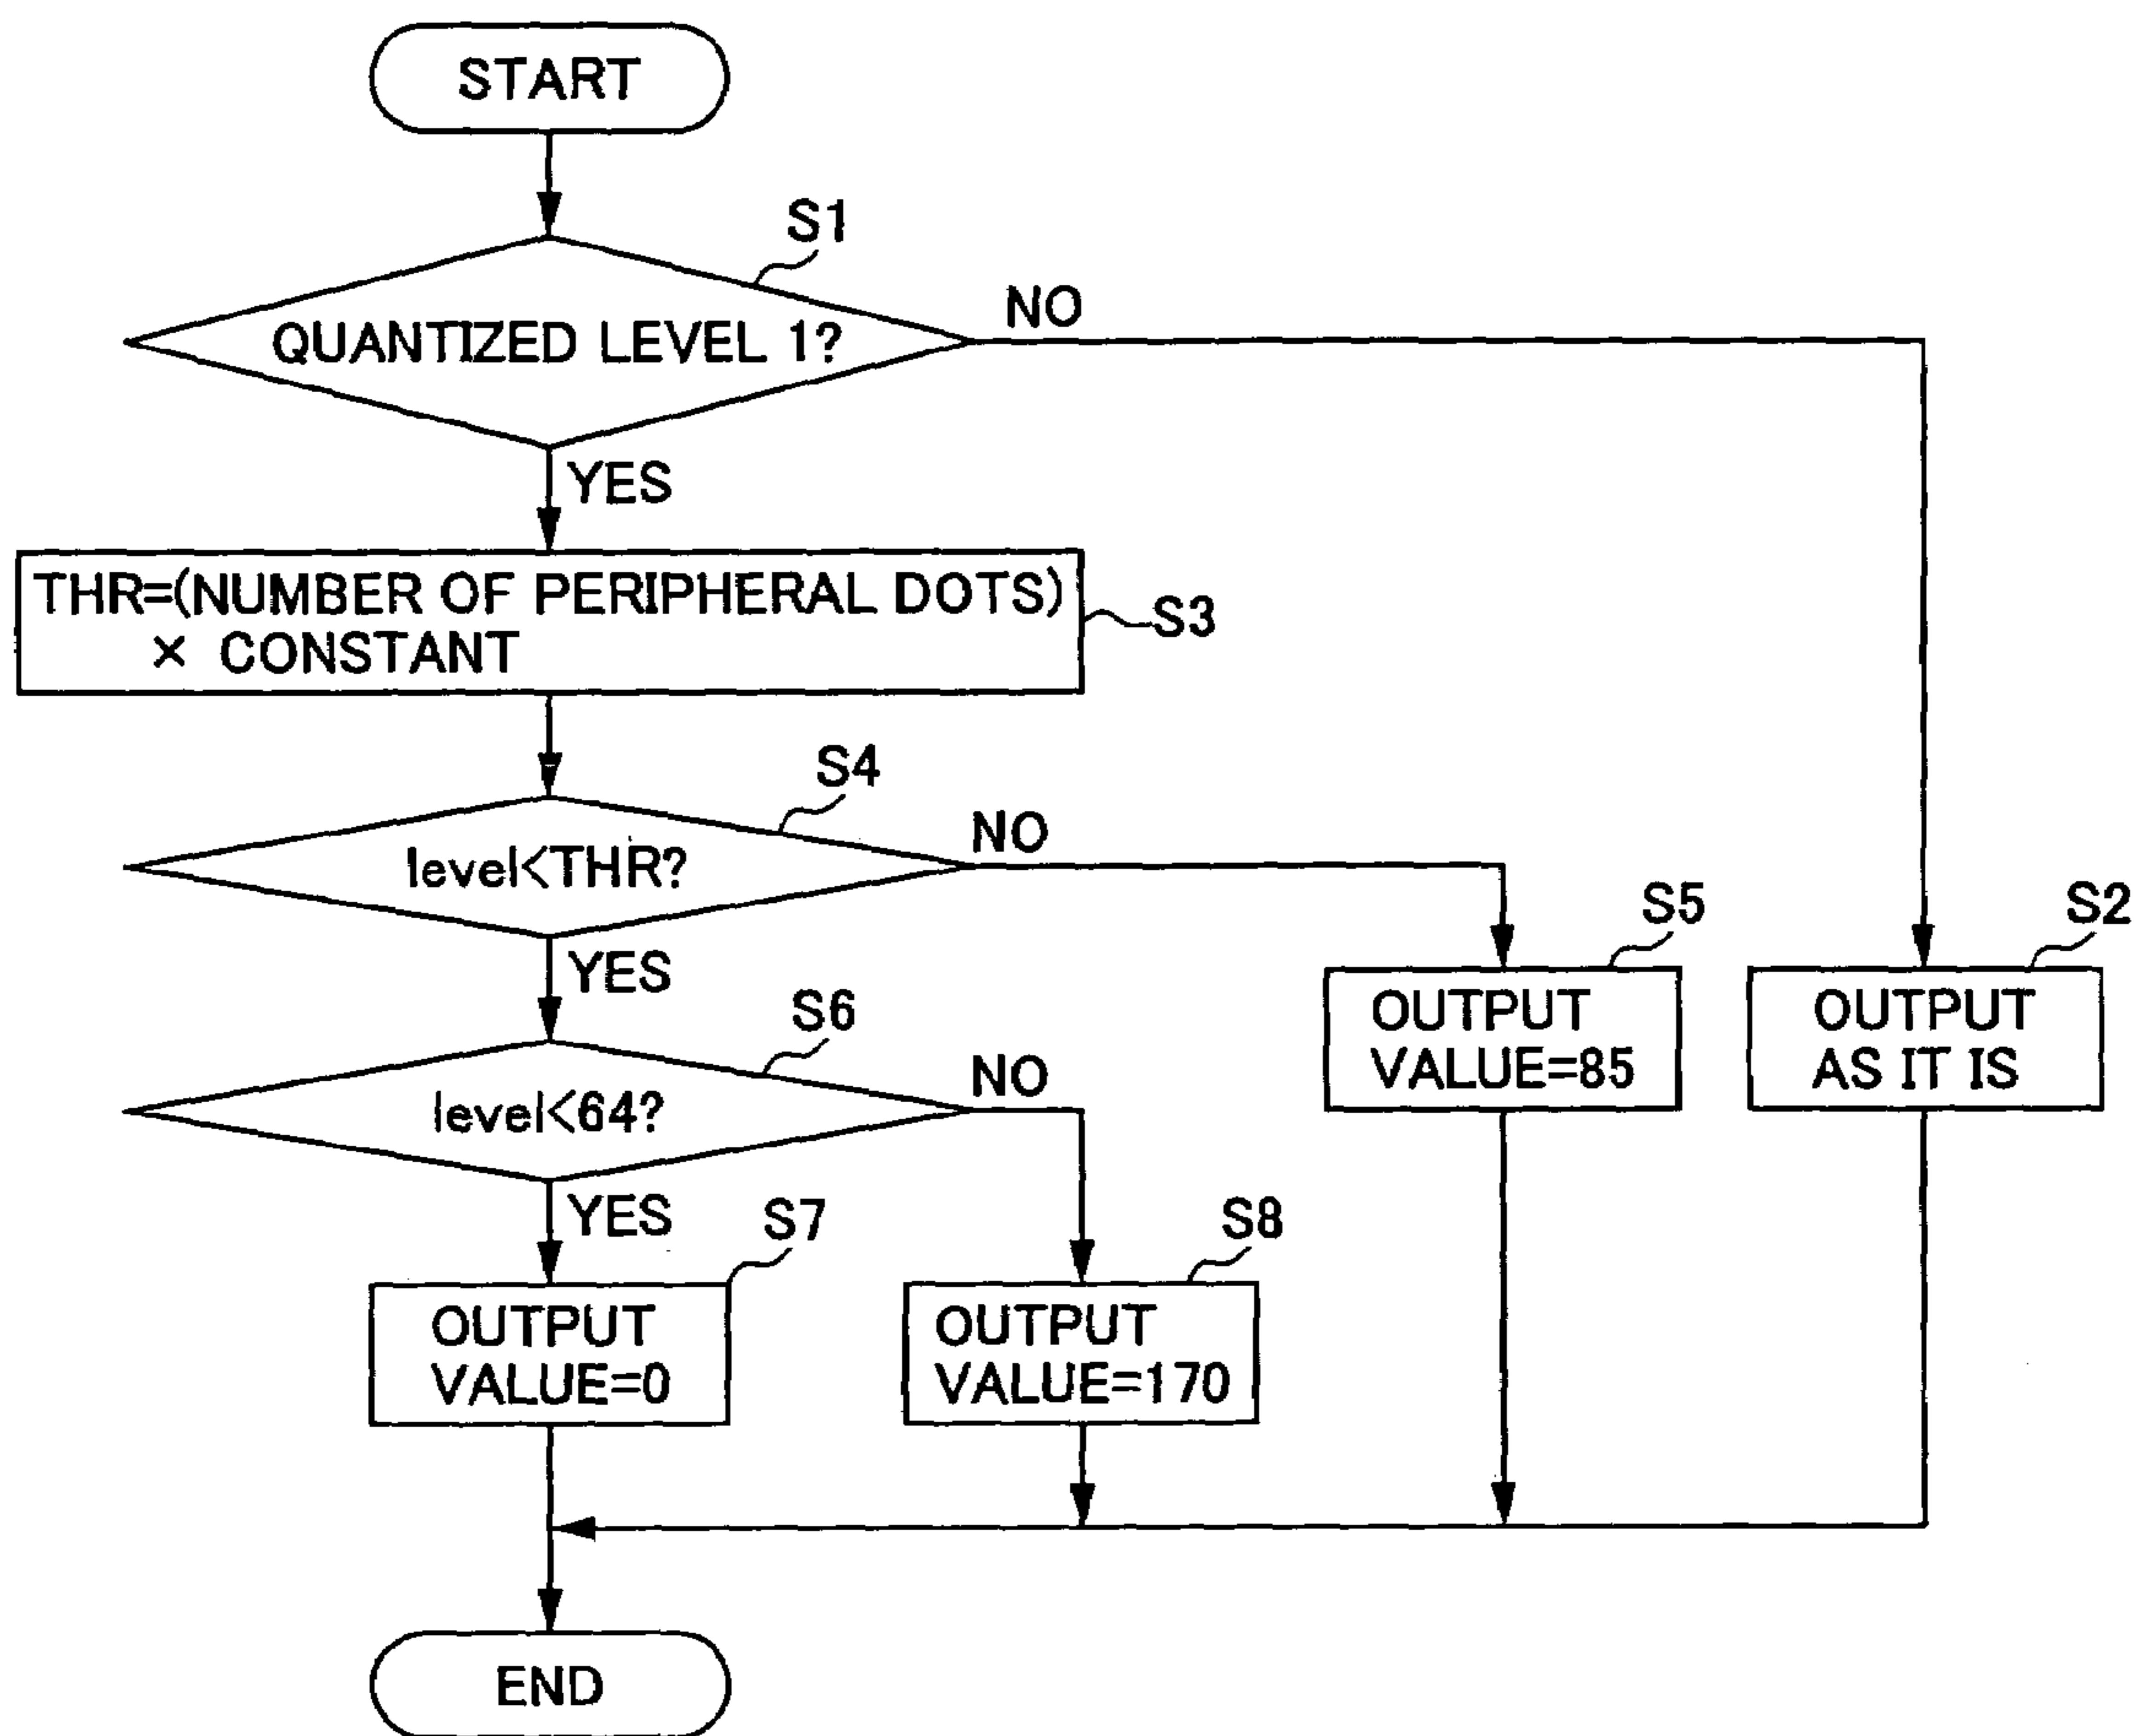 START
S1
QUANTIZED LEVEL 1?
NO
YES
THR=(NUMBER OF PERIPHERAL DOTS)
× CONSTANT
S3
S4
level<THR?
NO
YES
S5
OUTPUT
VALUE=85
S2
OUTPUT
AS IT IS
S6
level<64?
NO
YES
S7
OUTPUT
VALUE=0
S8
OUTPUT
VALUE=170
END